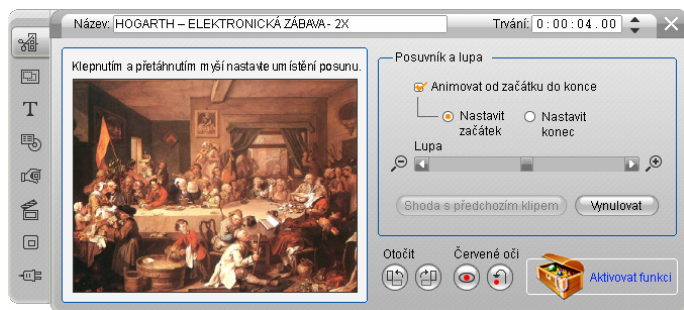 Název: HOGARTH – ELEKTRONICKÁ ZÁBAVA- 2X
Trvání: 0:00:04.00
Klepnutím a přetáhnutím myší nastavte umístění posunu.
Posuvník a lupa
Animovat od začátku do konce
Nastavit začátek
Nastavit konec
Lupa
Shoda s předchozím klipem
Vynulovat
Otočit
Červené oči
Aktivovat funkci
T